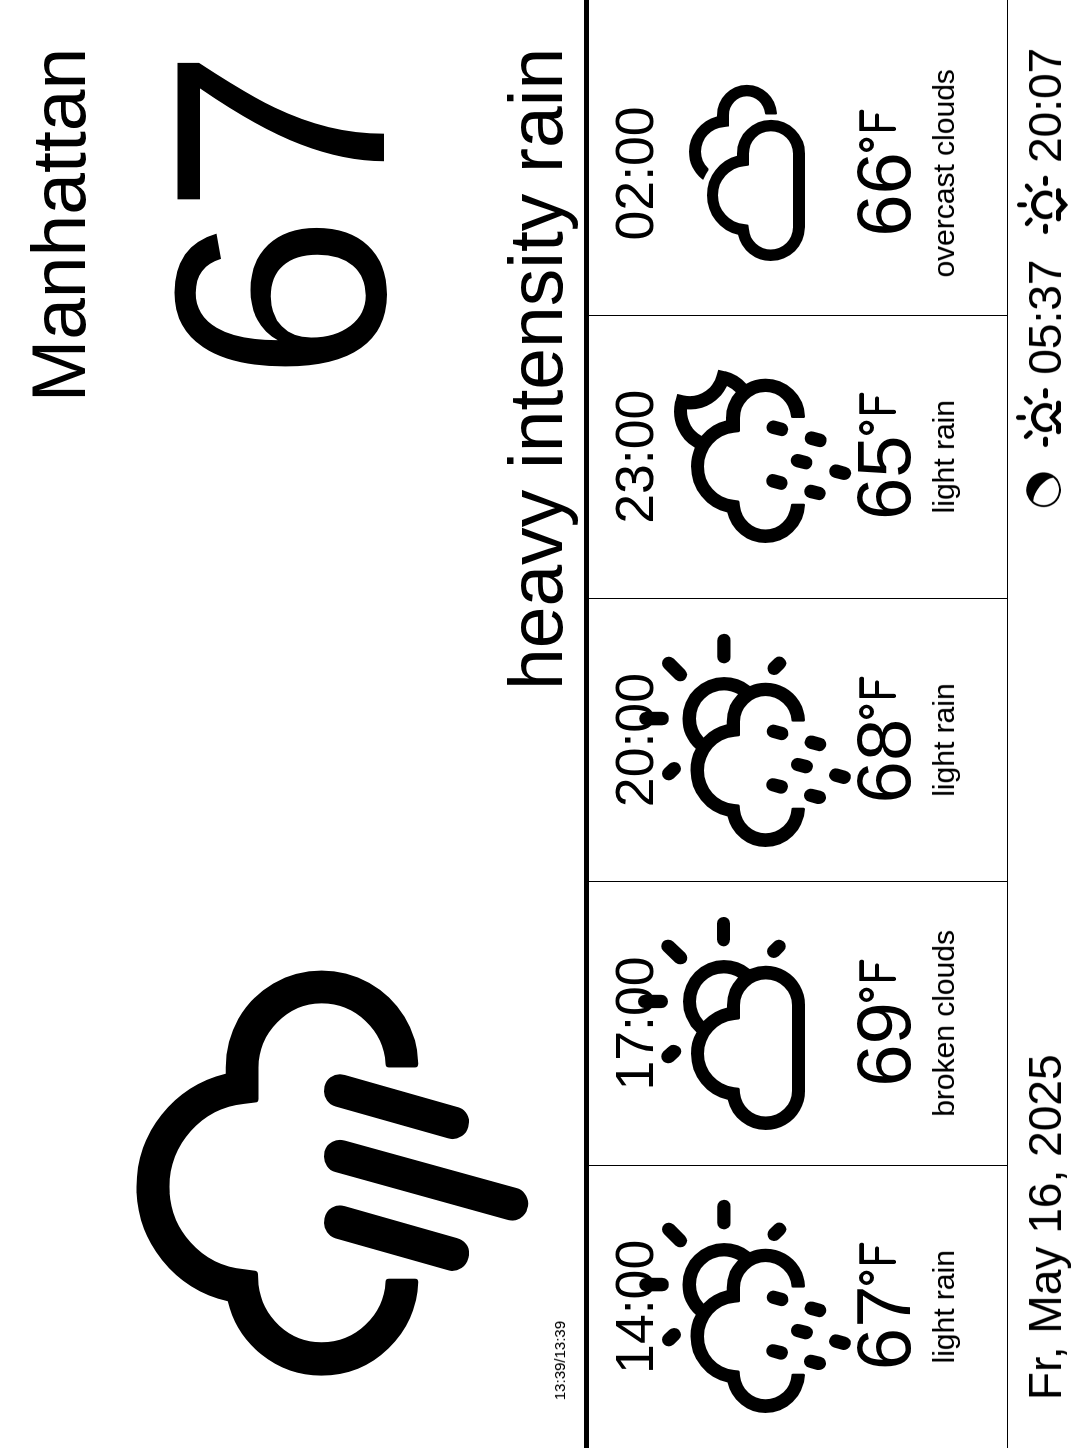 Manhattan
67
heavy intensity rain
13:39/13:39
14:00
67°F
light rain
17:00
69°F
broken clouds
20:00
68°F
light rain
23:00
65°F
light rain
02:00
66°F
overcast clouds
Fr, May 16, 2025
05:37
20:07